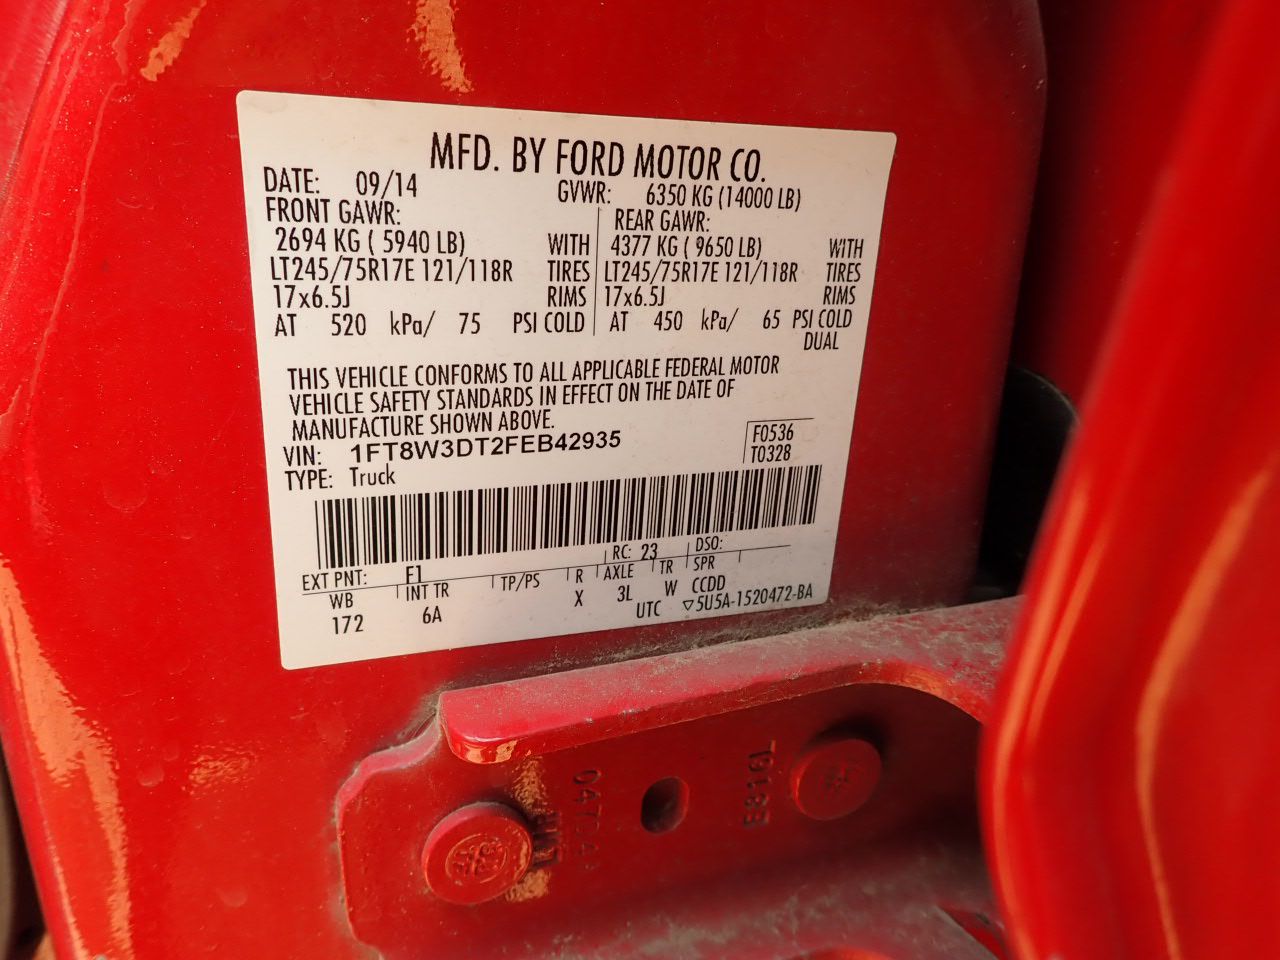 MFD. BY FORD MOTOR CO.
DATE: 09/14 GVWR: 6350 KG (14000 LB)
FRONT GAWR: REAR GAWR:
2694 KG ( 5940 LB) WITH 4377 KG ( 9650 LB) WITH
LT245/75R17E 121/118R TIRES LT245/75R17E 121/118R TIRES
17x6.5J RIMS 17x6.5J RIMS
AT 520 kPa/ 75 PSI COLD AT 450 kPa/ 65 PSI COLD
DUAL
THIS VEHICLE CONFORMS TO ALL APPLICABLE FEDERAL MOTOR
VEHICLE SAFETY STANDARDS IN EFFECT ON THE DATE OF
MANUFACTURE SHOWN ABOVE.
VIN: 1FT8W3DT2FEB42935 F0536
TYPE: Truck T0328
EXT PNT: F1 RC: 23 DSO:
WB INT TR TP/PS R AXLE TR SPR
172 6A X 3L W CCDD
UTC ▽5U5A-1520472-BA